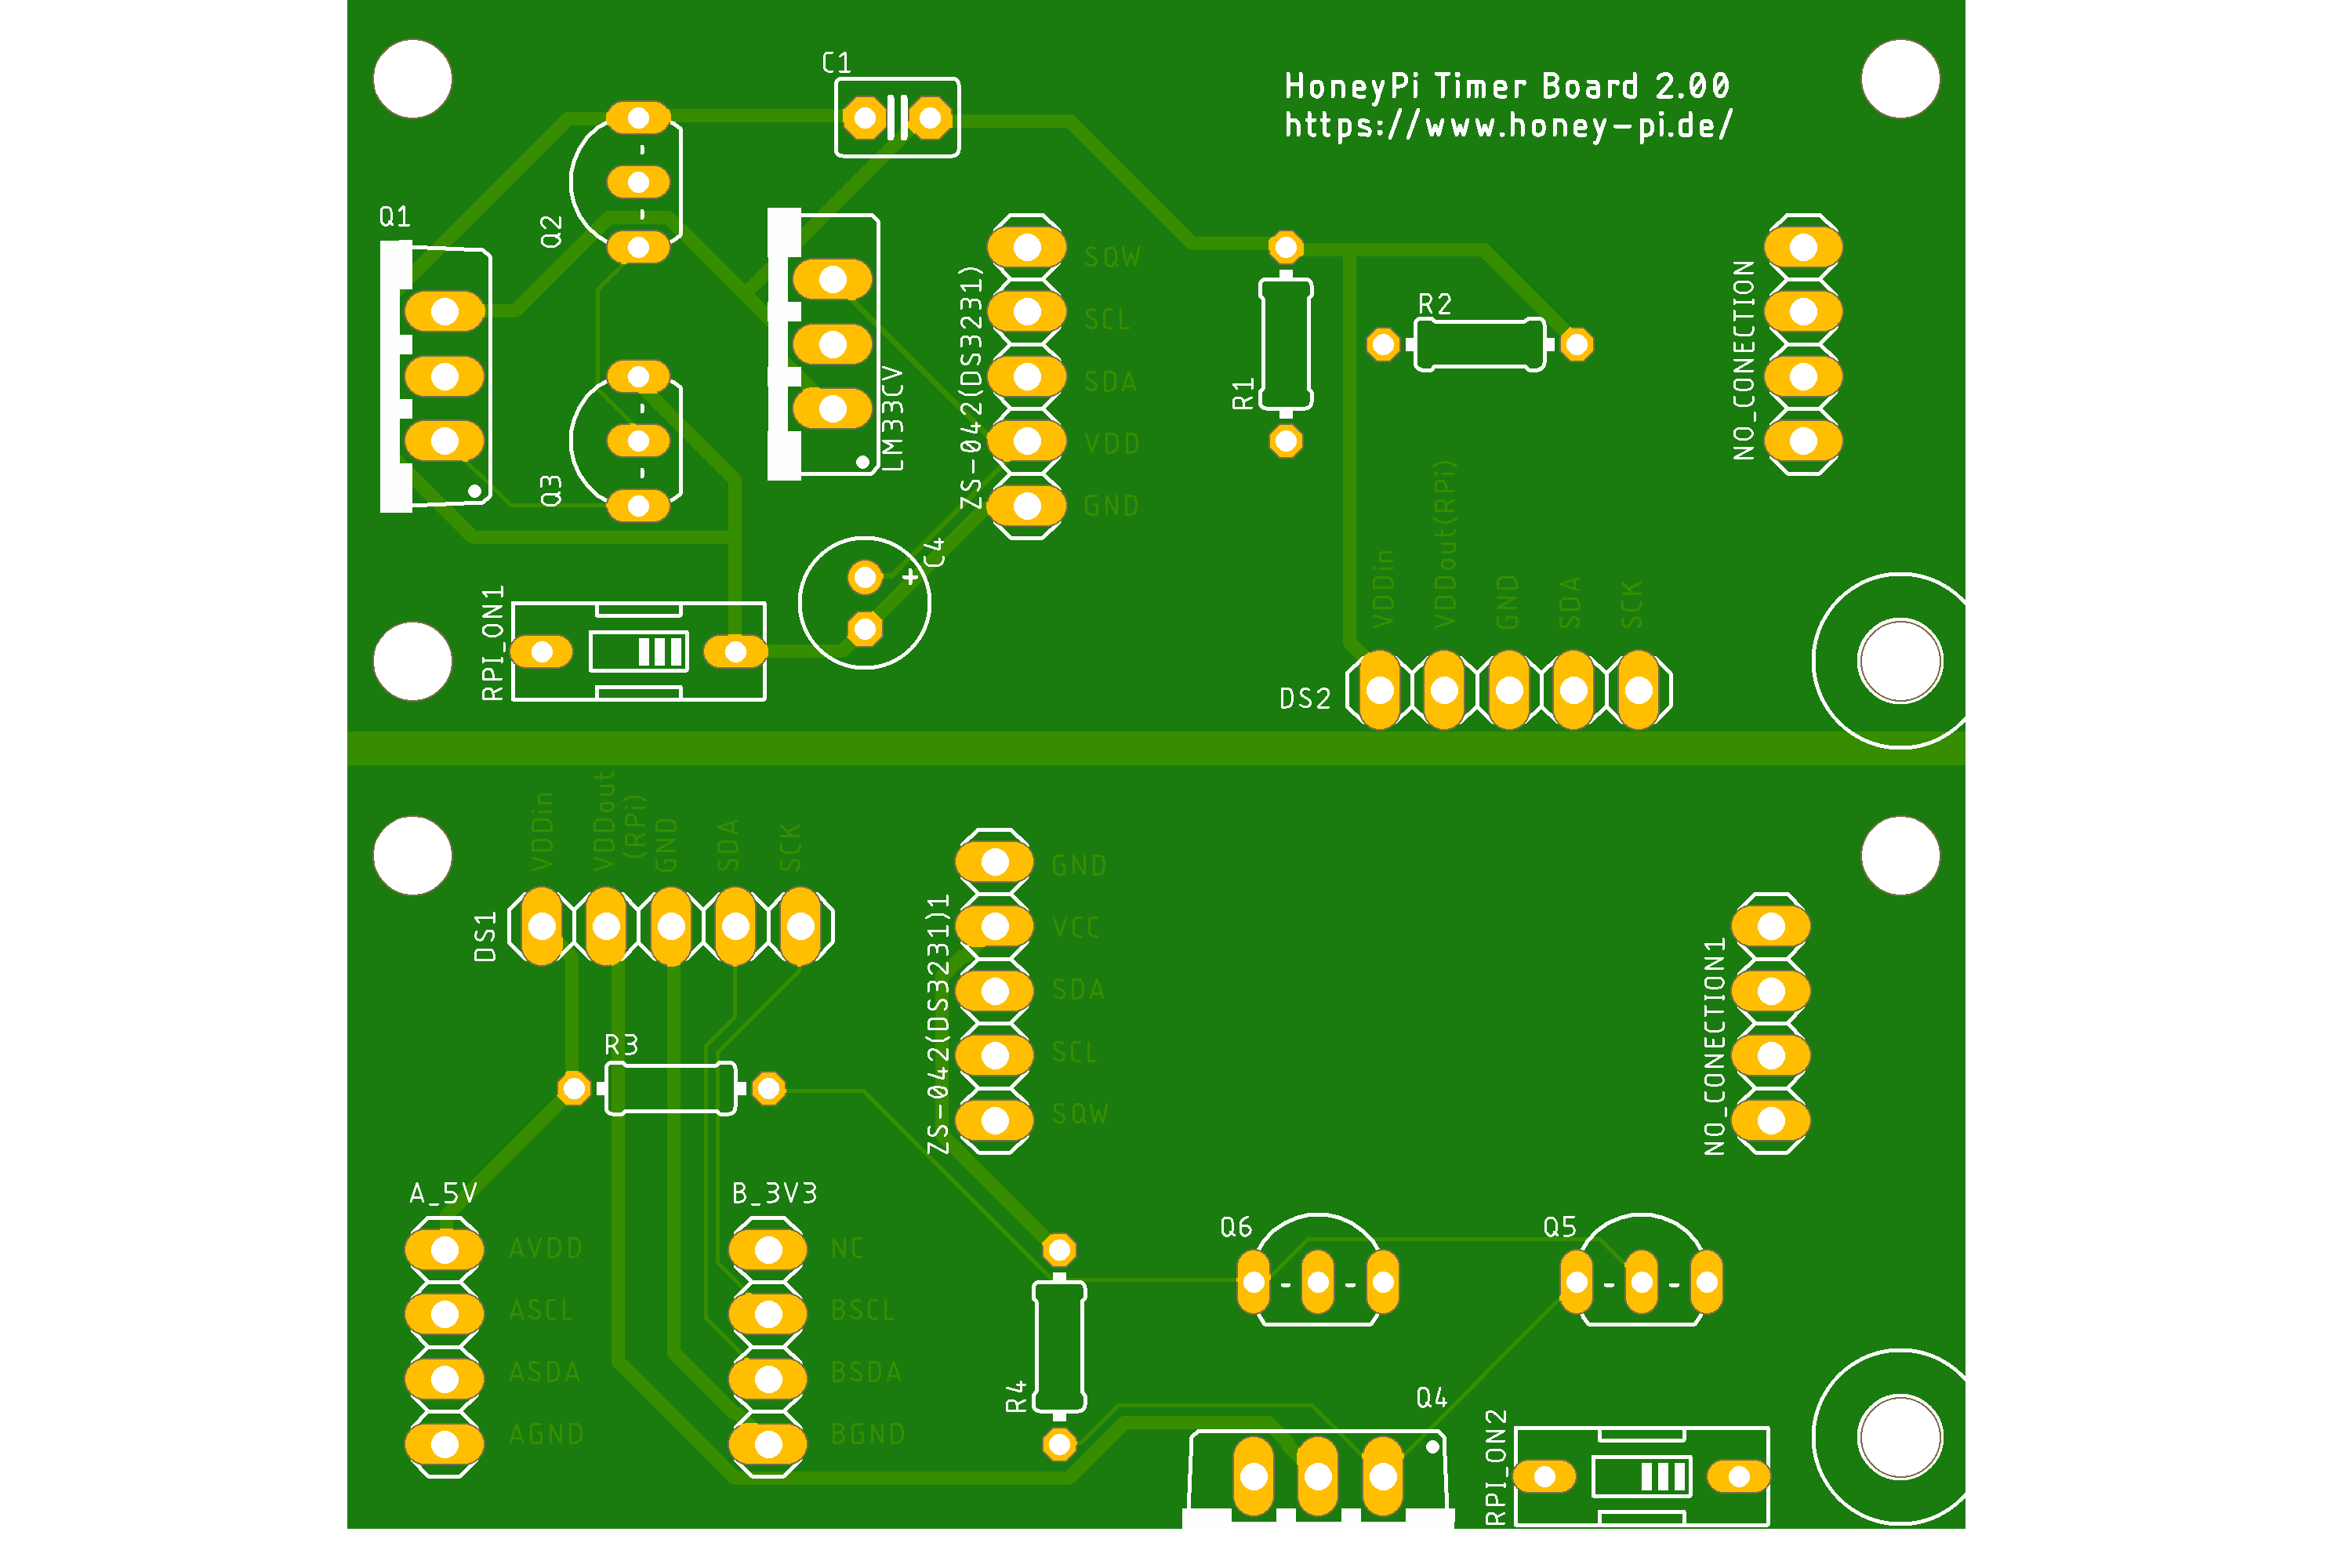 C1
HoneyPi Timer Board 2.00
https://www.honey-pi.de/
Q1
Q2
LM33CV
ZS-042(DS3231)
SQW
SCL
SDA
VDD
GND
R1
R2
NO_CONECTION
Q3
C4
+
RPI_ON1
VDDin
VDDout(RPi)
GND
SDA
SCK
DS2
VDDin
VDDout
(RPi)
GND
SDA
SCK
DS1
ZS-042(DS3231)1
GND
VCC
SDA
SCL
SQW
NO_CONECTION1
R3
A_5V
AVDD
ASCL
ASDA
AGND
B_3V3
NC
BSCL
BSDA
BGND
R4
Q6
Q5
Q4
RPI_ON2